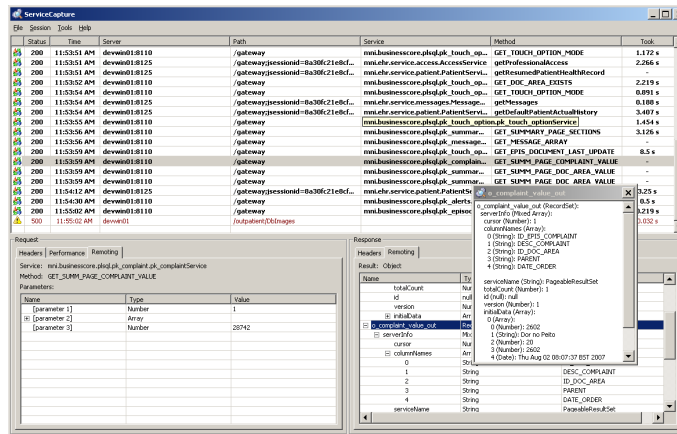 ServiceCapture
File Session Tools Help
Status Time Server Path Service Method Took
200 11:53:51 AM devwin01:8110 /gateway mni.businesscore.plsql.pk_touch_op... GET_TOUCH_OPTION_MODE 1.172 s
200 11:53:51 AM devwin01:8125 /gateway;jsessionid=8a30fc21e8cf... mni.ehr.service.access.AccessService getProfessionalAccess 2.266 s
200 11:53:51 AM devwin01:8125 /gateway;jsessionid=8a30fc21e8cf... mni.ehr.service.patient.PatientServi... getResumedPatientHealthRecord -
200 11:53:52 AM devwin01:8110 /gateway mni.businesscore.plsql.pk_touch_op... GET_DOC_AREA_EXISTS 2.219 s
200 11:53:54 AM devwin01:8110 /gateway mni.businesscore.plsql.pk_touch_op... GET_TOUCH_OPTION_MODE 0.891 s
200 11:53:54 AM devwin01:8125 /gateway;jsessionid=8a30fc21e8cf... mni.ehr.service.messages.Message... getMessages 0.188 s
200 11:53:54 AM devwin01:8125 /gateway;jsessionid=8a30fc21e8cf... mni.ehr.service.patient.PatientServi... getDefaultPatientActualHistory 3.407 s
200 11:53:55 AM devwin01:8110 /gateway mni.businesscore.plsql.pk_touch_option.pk_touch_optionService 1.454 s
200 11:53:56 AM devwin01:8110 /gateway mni.businesscore.plsql.pk_summar... GET_SUMMARY_PAGE_SECTIONS 3.126 s
200 11:53:56 AM devwin01:8110 /gateway mni.businesscore.plsql.pk_message... GET_MESSAGE_ARRAY -
200 11:53:59 AM devwin01:8110 /gateway mni.businesscore.plsql.pk_touch_op... GET_EPIS_DOCUMENT_LAST_UPDATE 8.5 s
200 11:53:59 AM devwin01:8110 /gateway mni.businesscore.plsql.pk_complain... GET_SUMM_PAGE_COMPLAINT_VALUE -
200 11:53:59 AM devwin01:8110 /gateway mni.businesscore.plsql.pk_summar... GET_SUMM_PAGE_DOC_AREA_VALUE -
200 11:53:59 AM devwin01:8110 /gateway mni.businesscore.plsql.pk_summar... GET_SUMM_PAGE_DOC_AREA_VALUE -
200 11:54:12 AM devwin01:8125 /gateway;jsessionid=8a30fc21e8cf... mni.ehr.service.patient.PatientSe 3.25 s
200 11:54:30 AM devwin01:8110 /gateway mni.businesscore.plsql.pk_alerts. 0.5 s
200 11:55:02 AM devwin01:8110 /gateway mni.businesscore.plsql.pk_episod 0.219 s
500 11:55:02 AM devwin01 /outpatient/DbImages 0.032 s
o_complaint_value_out
o_complaint_value_out (RecordSet):
serverInfo (Mixed Array):
cursor (Number): 1
columnNames (Array):
0 (String): ID_EPIS_COMPLAINT
1 (String): DESC_COMPLAINT
2 (String): ID_DOC_AREA
3 (String): PARENT
4 (String): DATE_ORDER
serviceName (String): PageableResultSet
totalCount (Number): 1
id (null): null
version (Number): 1
initialData (Array):
0 (Array):
0 (Number): 2602
1 (String): Dor no Peito
2 (Number): 20
3 (Number): 2602
4 (Date): Thu Aug 02 08:07:37 BST 2007
Request
Headers Performance Remoting
Service: mni.businesscore.plsql.pk_complaint.pk_complaintService
Method: GET_SUMM_PAGE_COMPLAINT_VALUE
Parameters:
Name Type Value
[parameter 1] Number 1
[parameter 2] Array
[parameter 3] Number 28742
Response
Headers Remoting
Result: Object
Name Ty
totalCount Nur
id null
version Nur
initialData Arr
o_complaint_value_out Rec
serverInfo Mix
cursor Nur
columnNames Arr
0 String
1 String DESC_COMPLAINT
2 String ID_DOC_AREA
3 String PARENT
4 String DATE_ORDER
serviceName String PageableResultSet